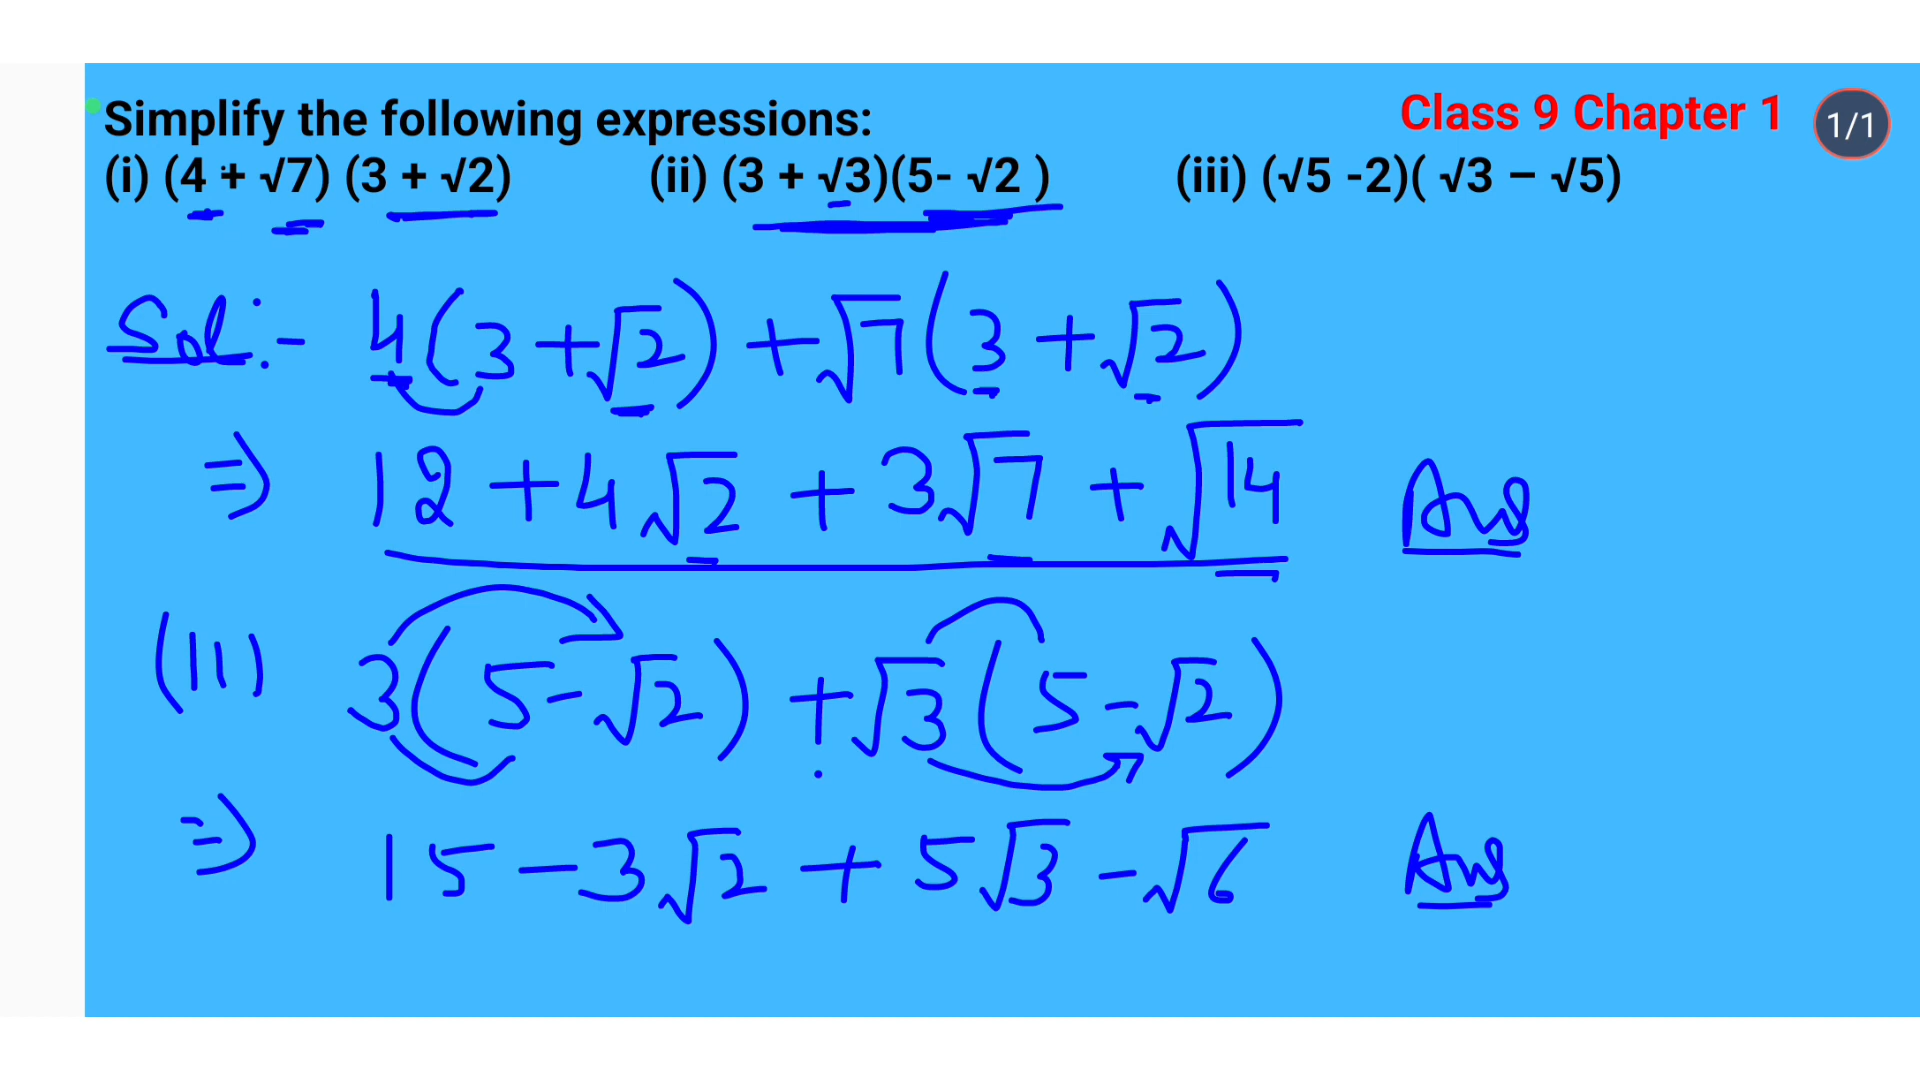 Simplify the following expressions:
Class 9 Chapter 1
1/1
(i) (4 + √7) (3 + √2) (ii) (3 + √3)(5- √2 ) (iii) (√5 -2)( √3 – √5)
Sol:- 4(3+√2)+√7(3+√2)
⇒ 12+4√2+3√7+√14 Ans
(II) 3(5-√2)+√3(5-√2)
⇒ 15-3√2+5√3-√6 Ans